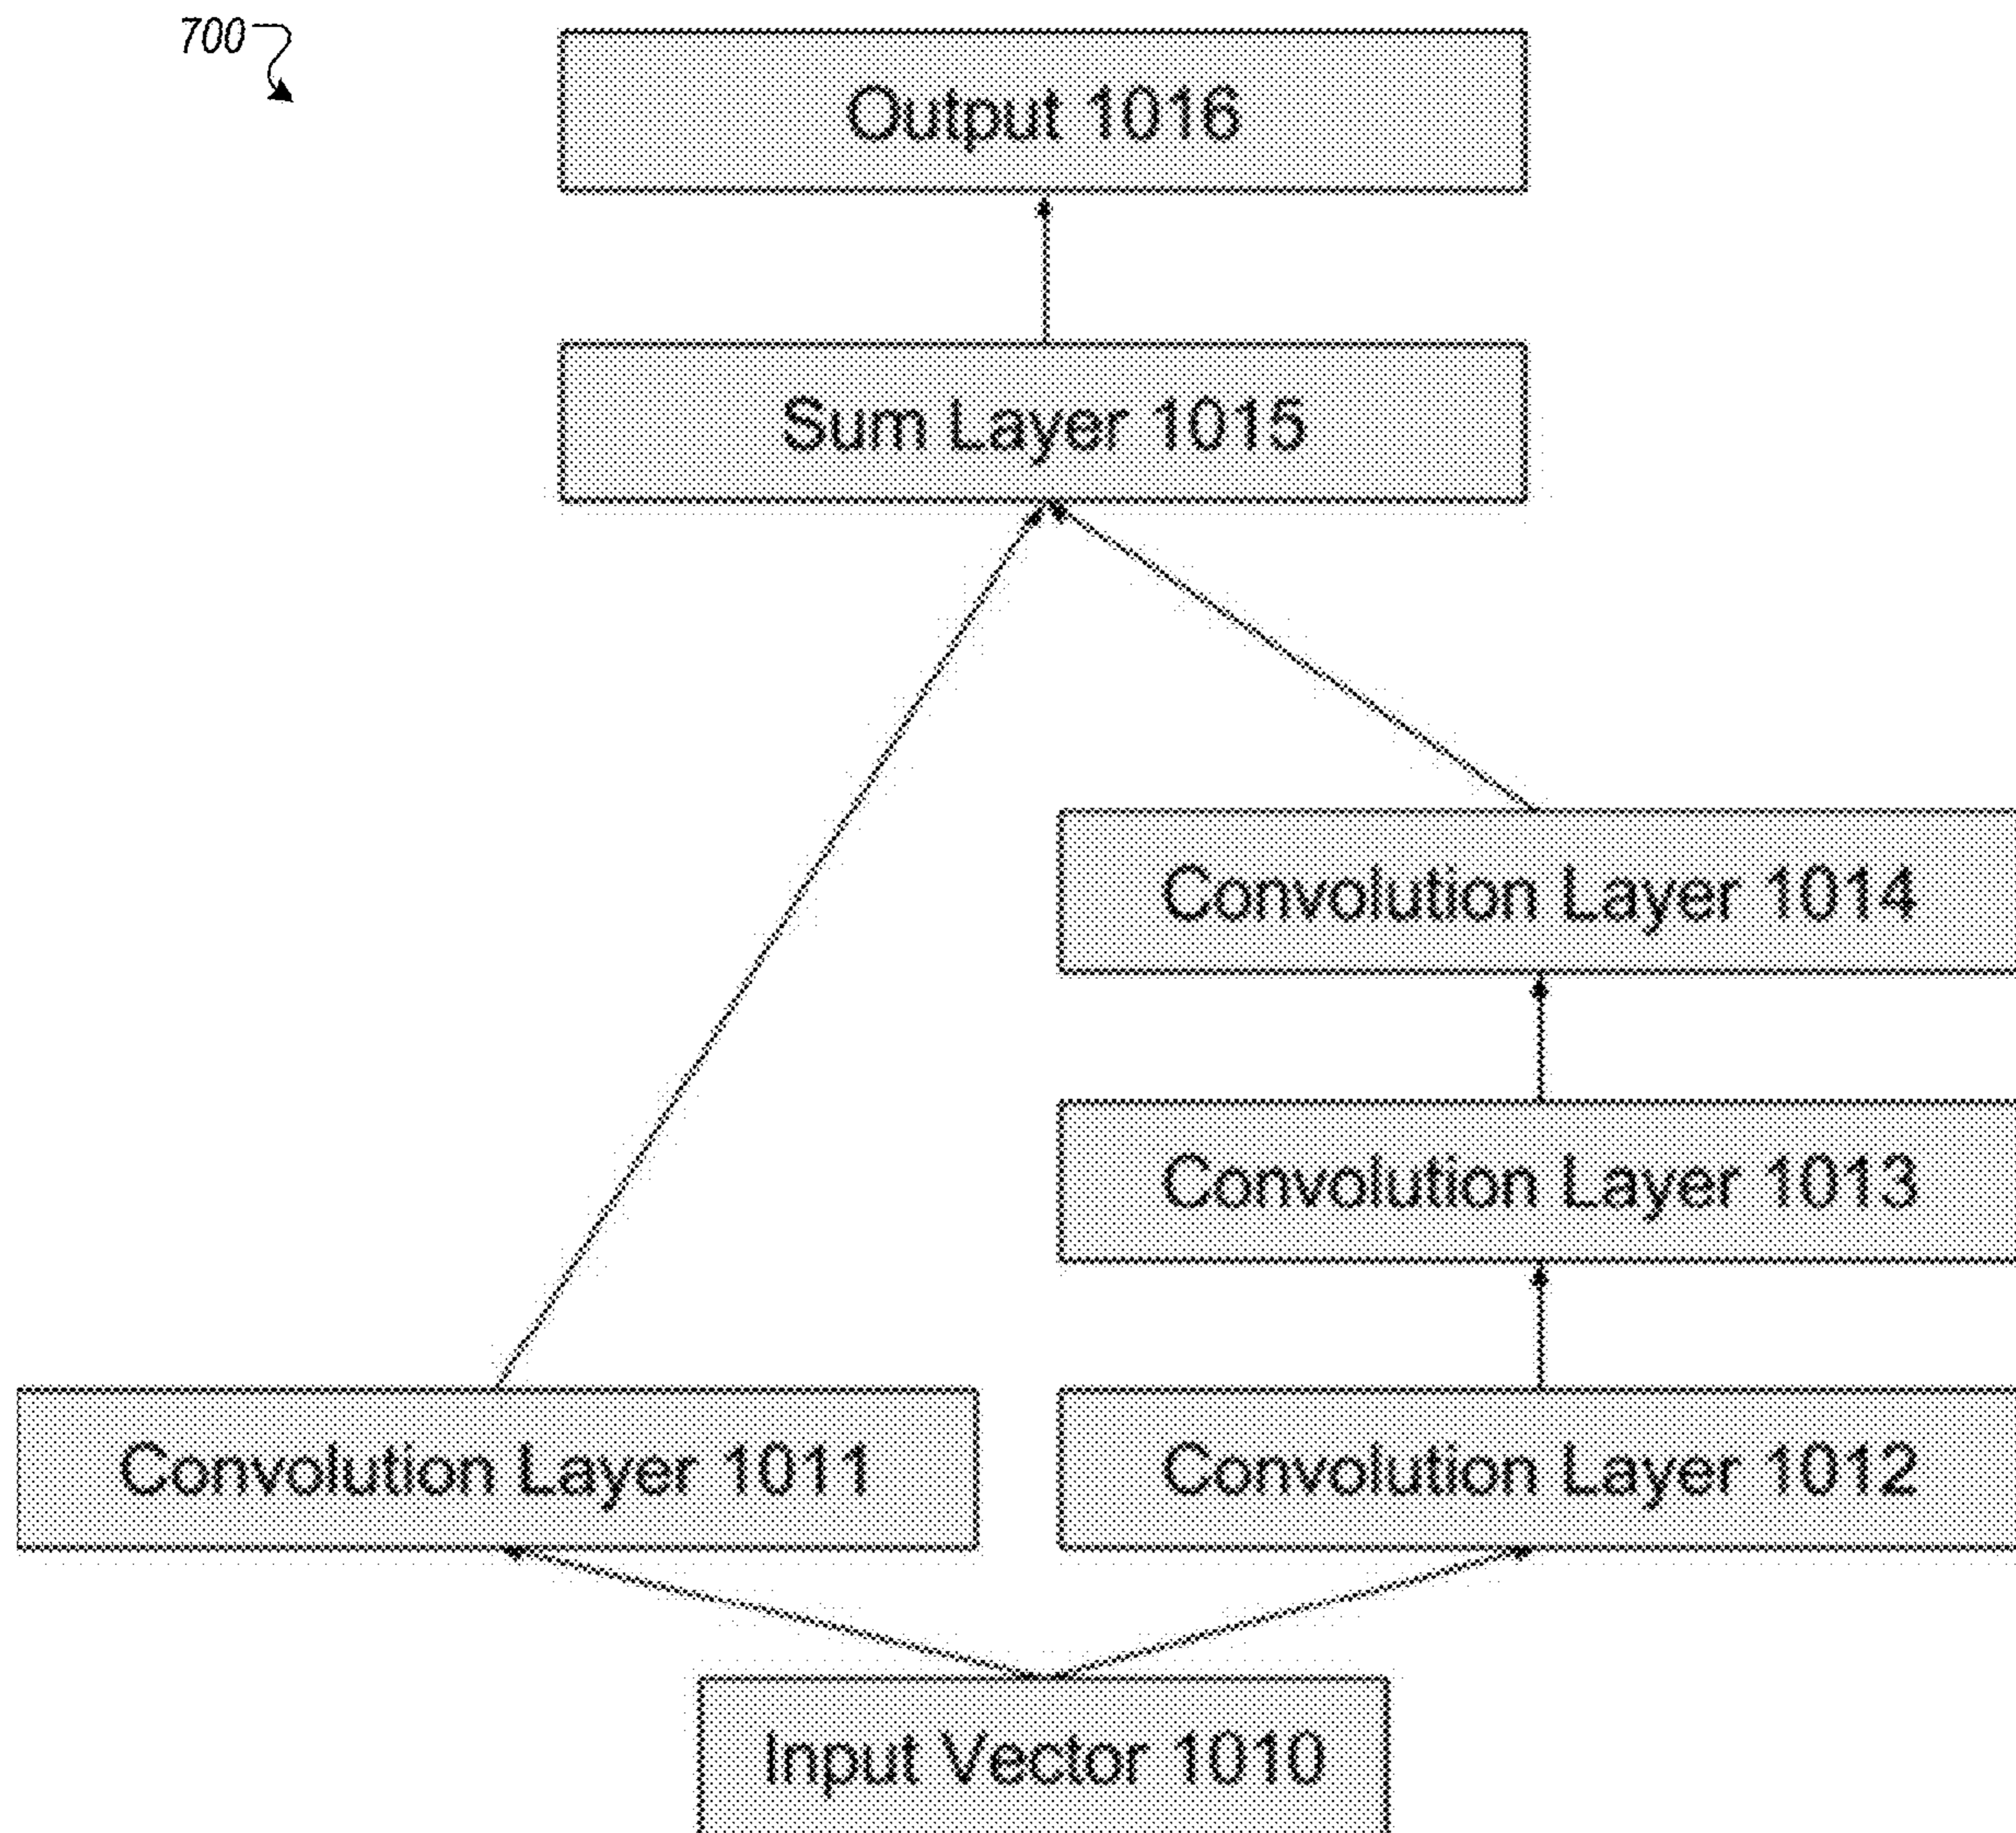 700
Output 1016
Sum Layer 1015
Convolution Layer 1014
Convolution Layer 1013
Convolution Layer 1011
Convolution Layer 1012
Input Vector 1010